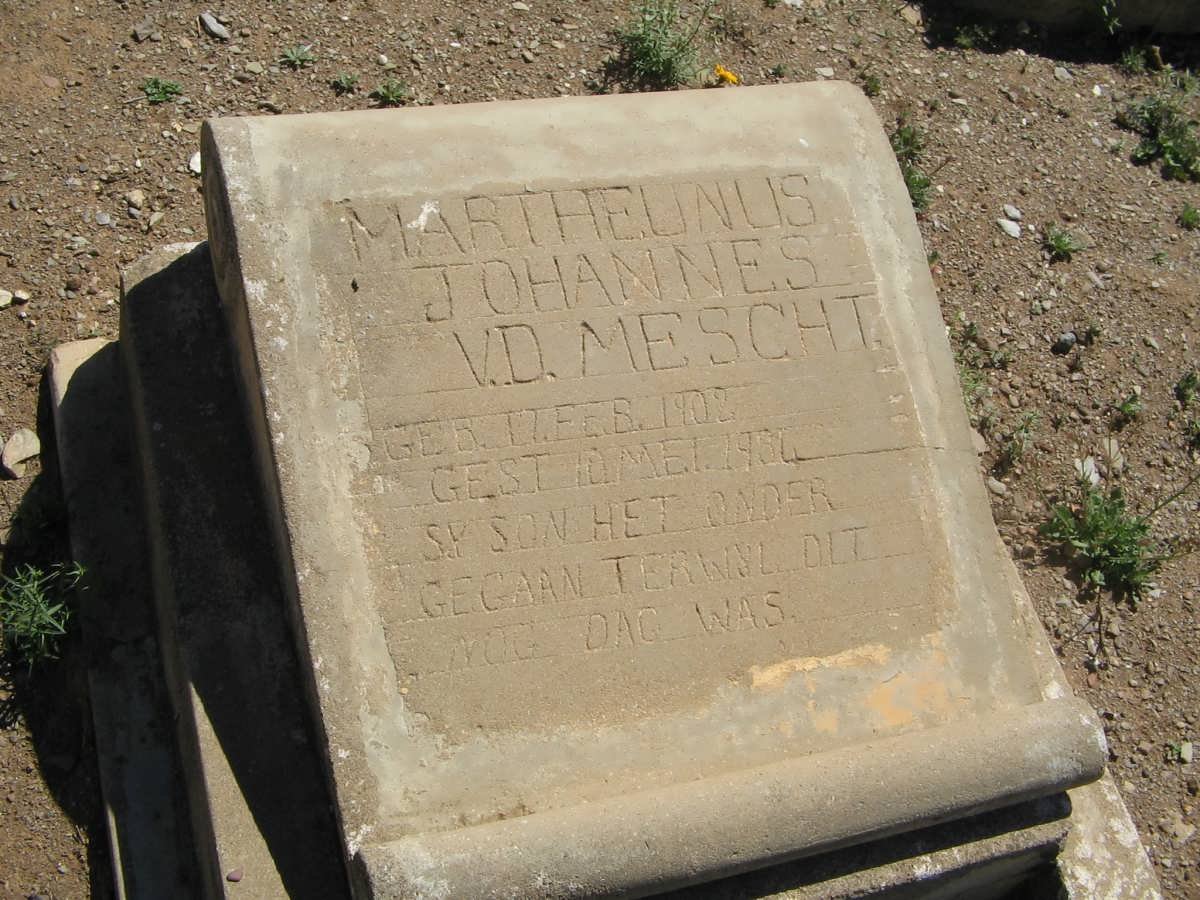 MARTHEUNUS
JOHANNES
V.D. MESCHT.
GEB. 17. FEB. 1902
GEST 10. MEI.
SY SON HET ONDER
GEGAAN TERWYL DIT
NOG DAG WAS.